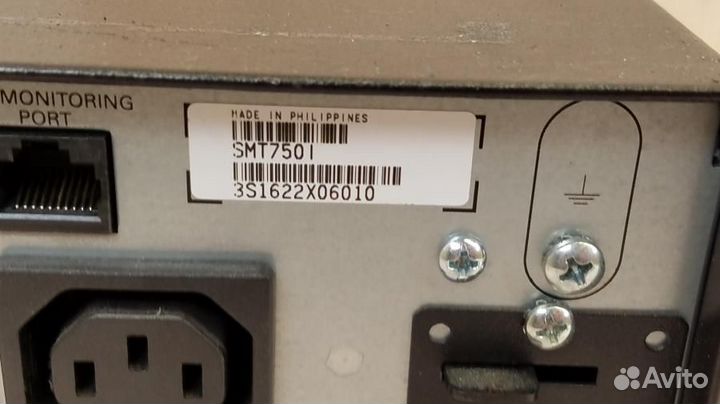 MONITORING
PORT
MADE IN PHILIPPINES
SMT750I
3S1622X06010
Avito